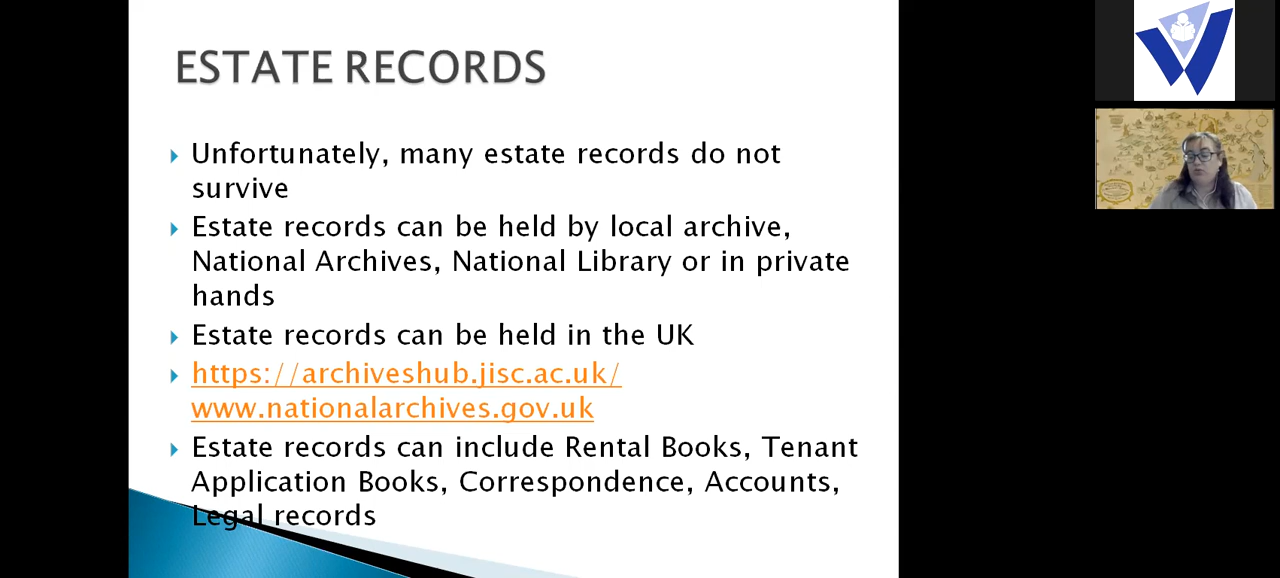 ESTATE RECORDS
Unfortunately, many estate records do not
survive
Estate records can be held by local archive,
National Archives, National Library or in private
hands
Estate records can be held in the UK
https://archiveshub.jisc.ac.uk/
www.nationalarchives.gov.uk
Estate records can include Rental Books, Tenant
Application Books, Correspondence, Accounts,
Legal records